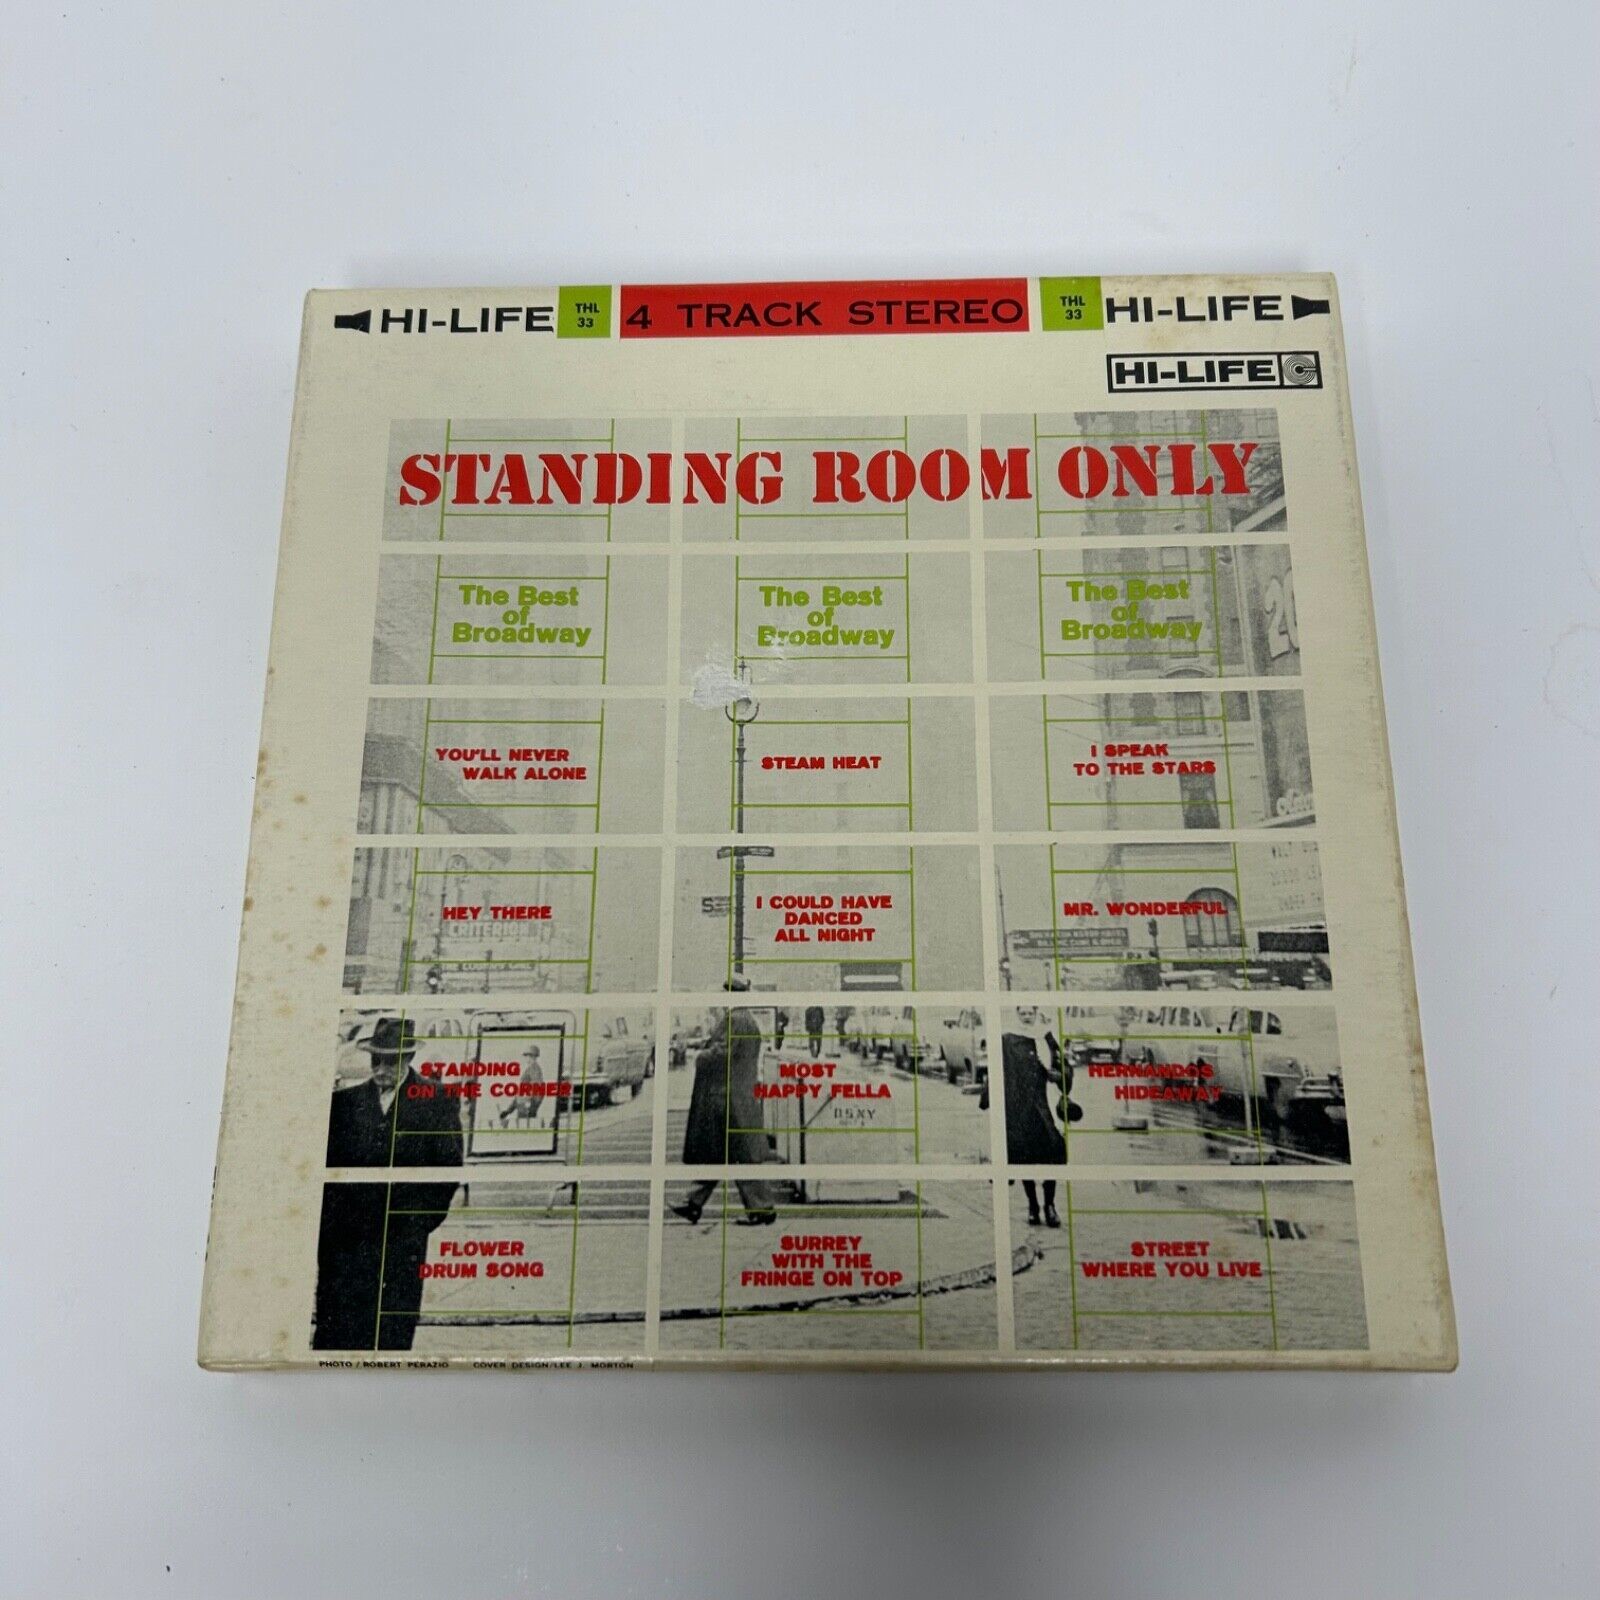 HI-LIFE THL 33 4 TRACK STEREO THL 33 HI-LIFE
HI-LIFE
STANDING ROOM ONLY
The Best of Broadway
The Best of Broadway
The Best of Broadway
YOU'LL NEVER
WALK ALONE
STEAM HEAT
I SPEAK
TO THE STARS
HEY THERE
CRITERION
I COULD HAVE
DANCED
ALL NIGHT
MR. WONDERFUL
STANDING
ON THE CORNER
MOST
HAPPY FELLA
HERNANDOS
HIDEAWAY
FLOWER
DRUM SONG
SURREY
WITH THE
FRINGE ON TOP
STREET
WHERE YOU LIVE
PHOTO / ROBERT PERAZIO COVER DESIGN/LEE J. MORTON